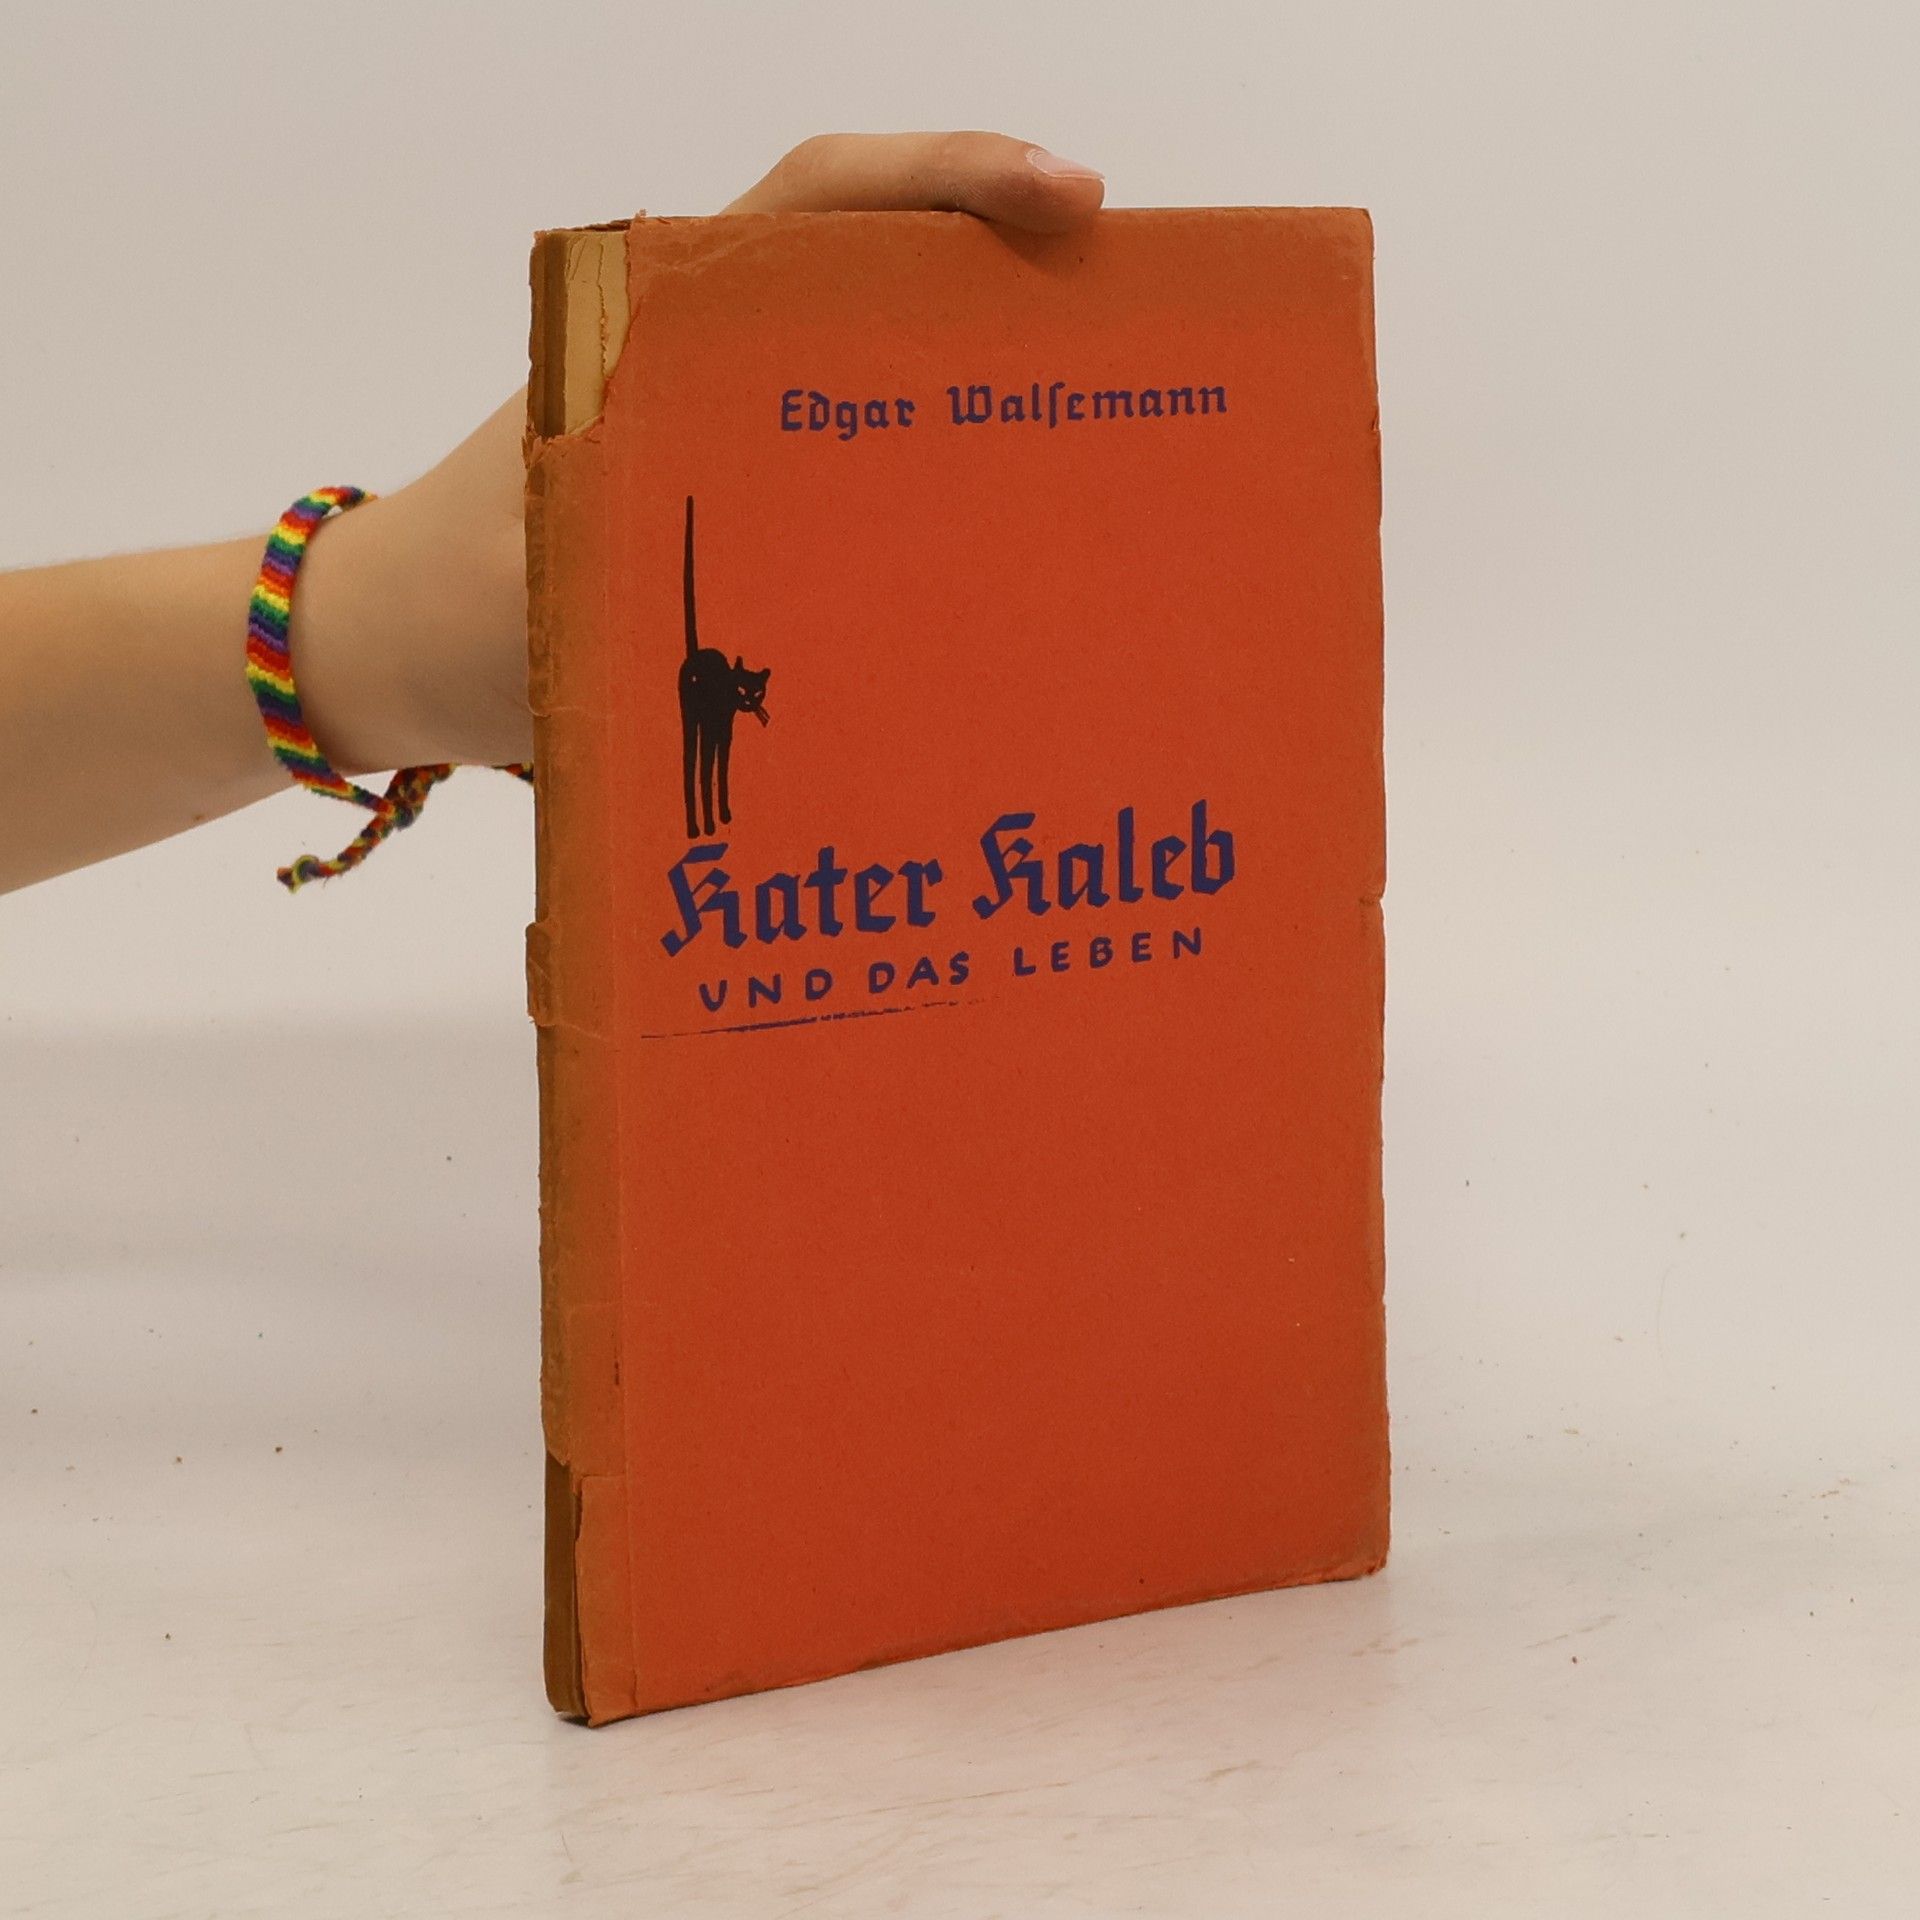 Edgar Walſemann
Kater Kaleb
UND DAS LEBEN